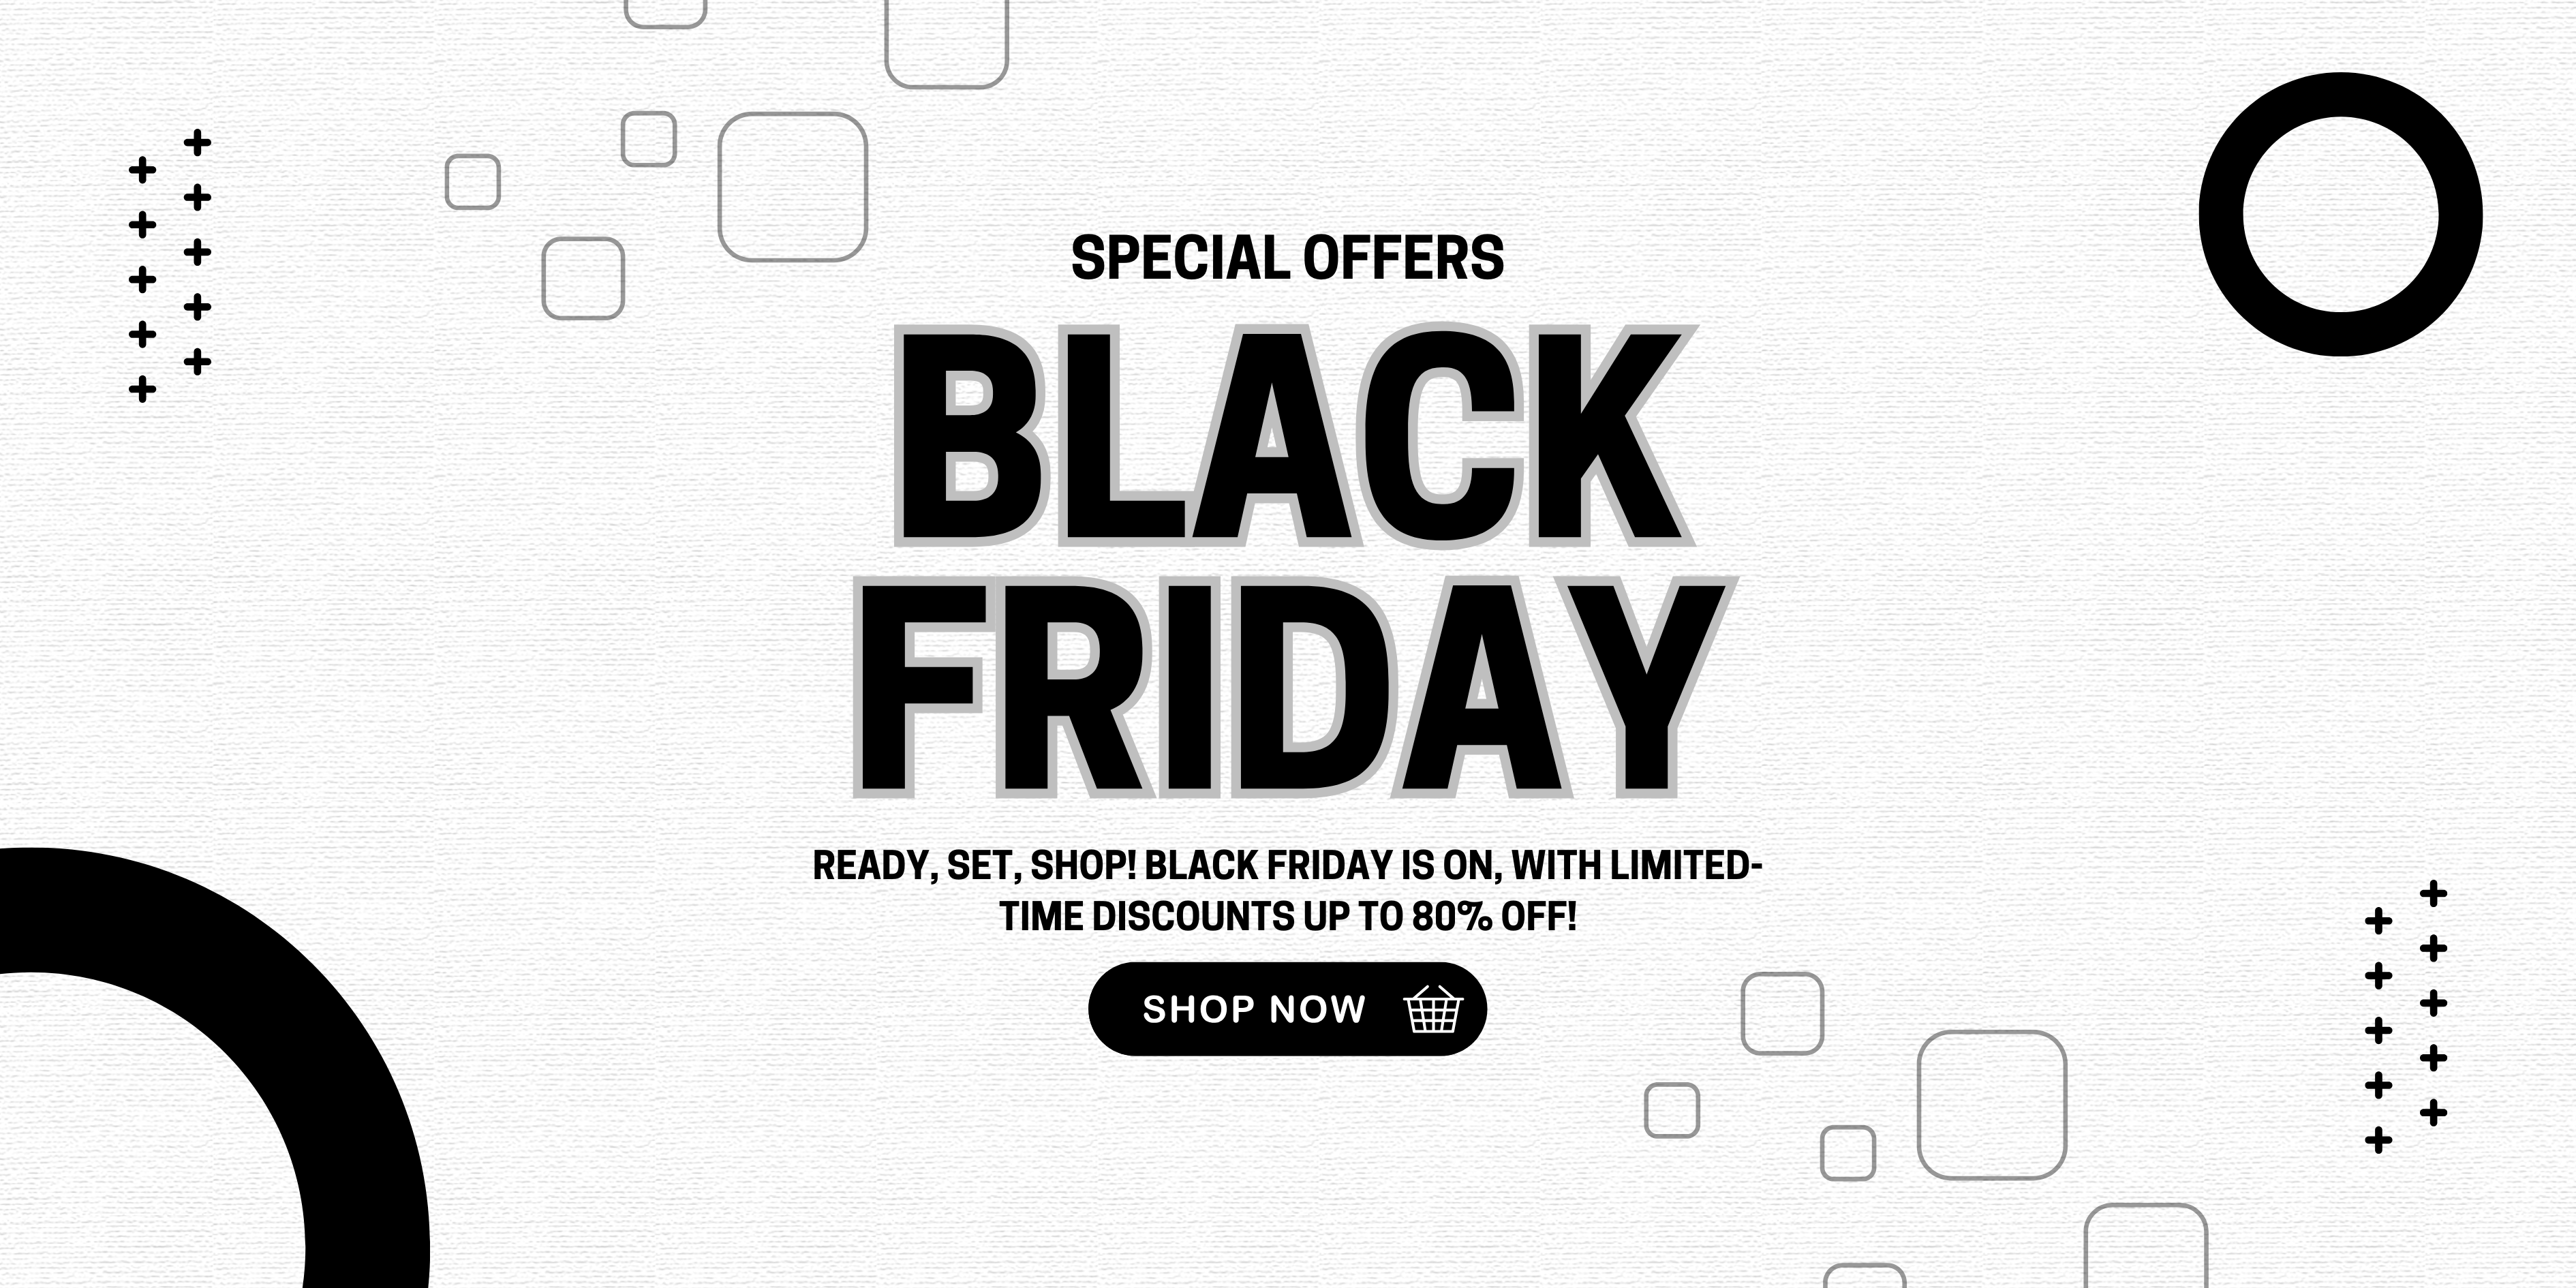 SPECIAL OFFERS
BLACK
FRIDAY
READY, SET, SHOP! BLACK FRIDAY IS ON, WITH LIMITED-
TIME DISCOUNTS UP TO 80% OFF!
SHOP NOW